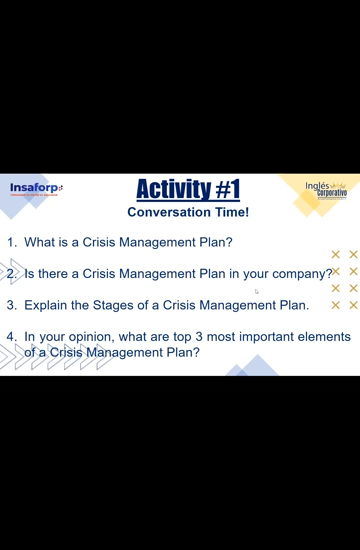 Insaforp
Activity #1
Inglés
Corporativo
Conversation Time!
1. What is a Crisis Management Plan?
2. Is there a Crisis Management Plan in your company?
3. Explain the Stages of a Crisis Management Plan.
4. In your opinion, what are top 3 most important elements
of a Crisis Management Plan?